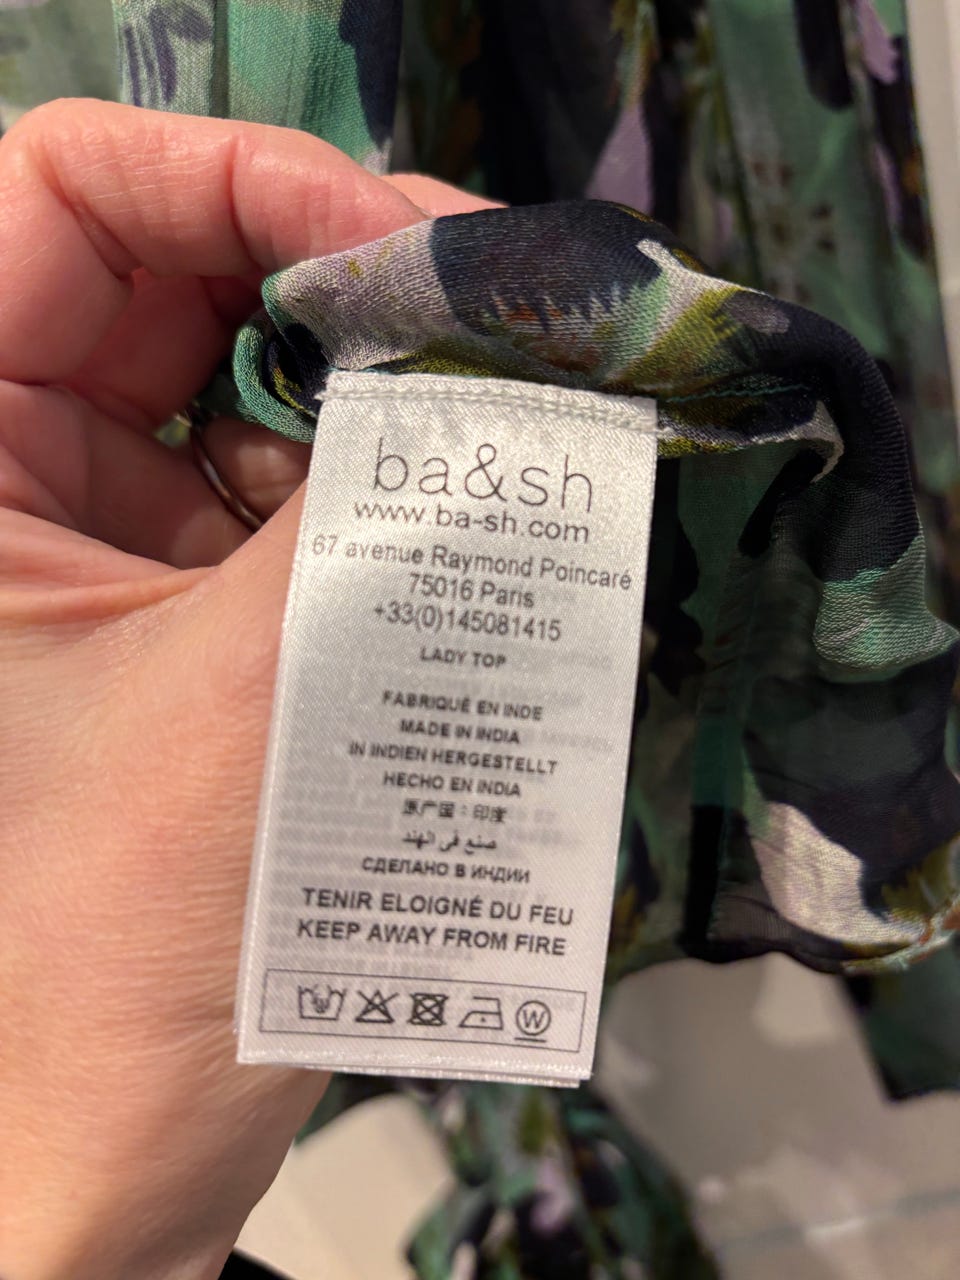 ba&sh
www.ba-sh.com
67 avenue Raymond Poincaré
75016 Paris
+33(0)145081415
LADY TOP
FABRIQUÉ EN INDE
MADE IN INDIA
IN INDIEN HERGESTELLT
HECHO EN INDIA
原产国：印度
صنع في الهند
СДЕЛАНО В ИНДИИ
TENIR ELOIGNÉ DU FEU
KEEP AWAY FROM FIRE
W